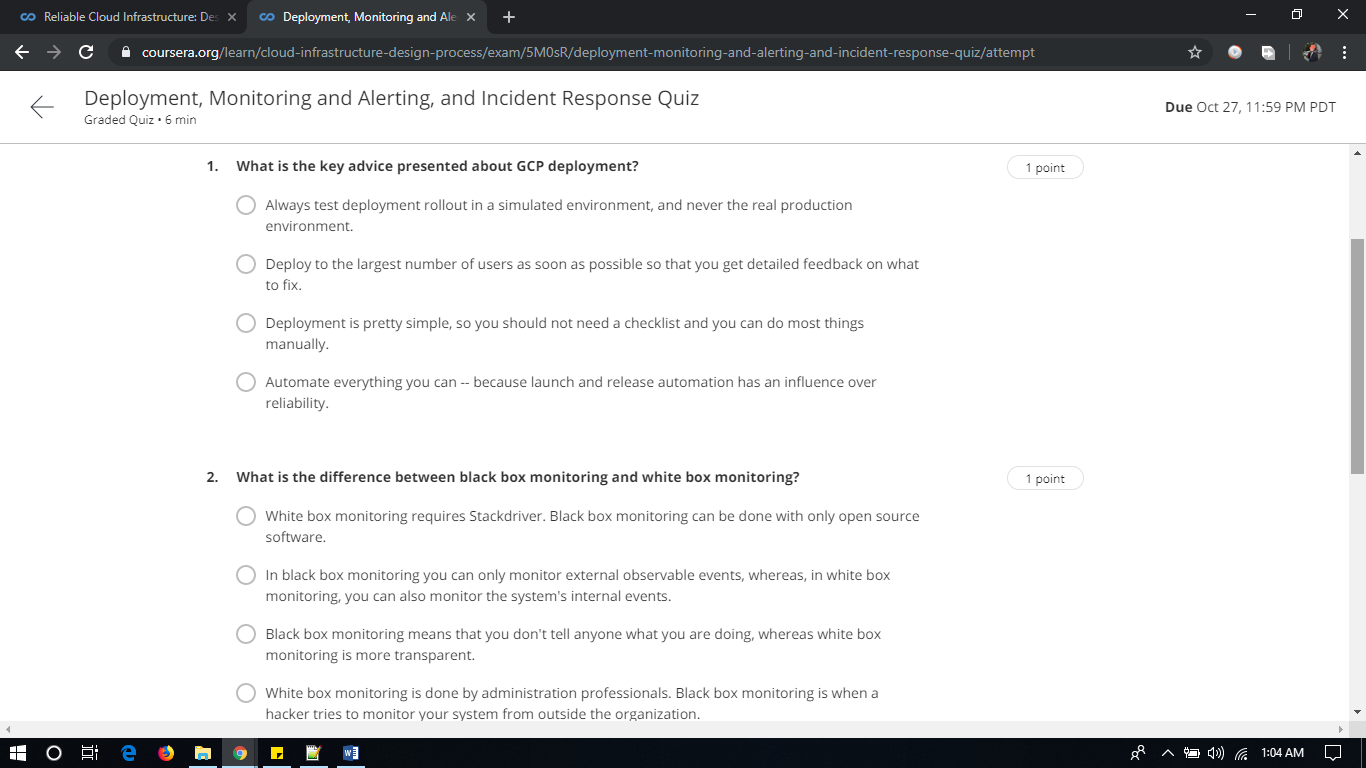 Reliable Cloud Infrastructure: Des
Deployment, Monitoring and Ale
coursera.org/learn/cloud-infrastructure-design-process/exam/5M0sR/deployment-monitoring-and-alerting-and-incident-response-quiz/attempt
Deployment, Monitoring and Alerting, and Incident Response Quiz
Graded Quiz • 6 min
Due Oct 27, 11:59 PM PDT
1. What is the key advice presented about GCP deployment?
1 point
Always test deployment rollout in a simulated environment, and never the real production
environment.
Deploy to the largest number of users as soon as possible so that you get detailed feedback on what
to fix.
Deployment is pretty simple, so you should not need a checklist and you can do most things
manually.
Automate everything you can -- because launch and release automation has an influence over
reliability.
2. What is the difference between black box monitoring and white box monitoring?
1 point
White box monitoring requires Stackdriver. Black box monitoring can be done with only open source
software.
In black box monitoring you can only monitor external observable events, whereas, in white box
monitoring, you can also monitor the system's internal events.
Black box monitoring means that you don't tell anyone what you are doing, whereas white box
monitoring is more transparent.
White box monitoring is done by administration professionals. Black box monitoring is when a
hacker tries to monitor your system from outside the organization.
1:04 AM